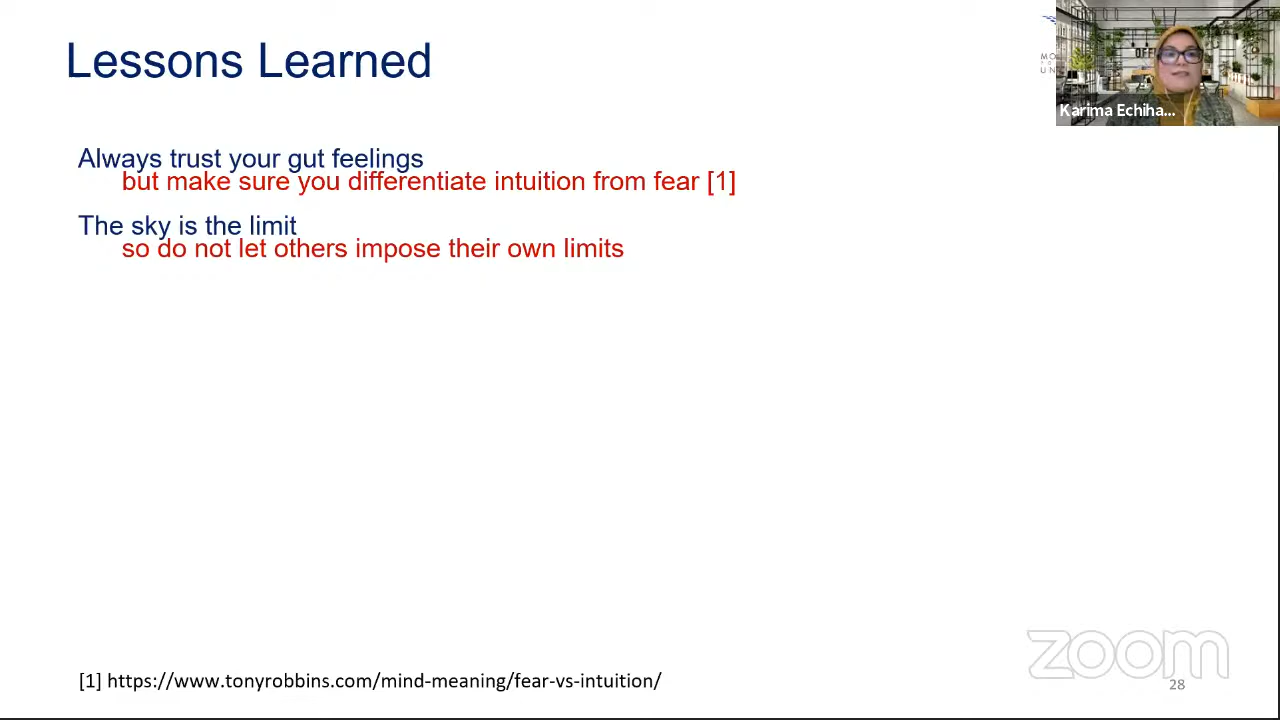 Lessons Learned
Karima Echiha...
Always trust your gut feelings
but make sure you differentiate intuition from fear [1]
The sky is the limit
so do not let others impose their own limits
[1] https://www.tonyrobbins.com/mind-meaning/fear-vs-intuition/
zoom
28